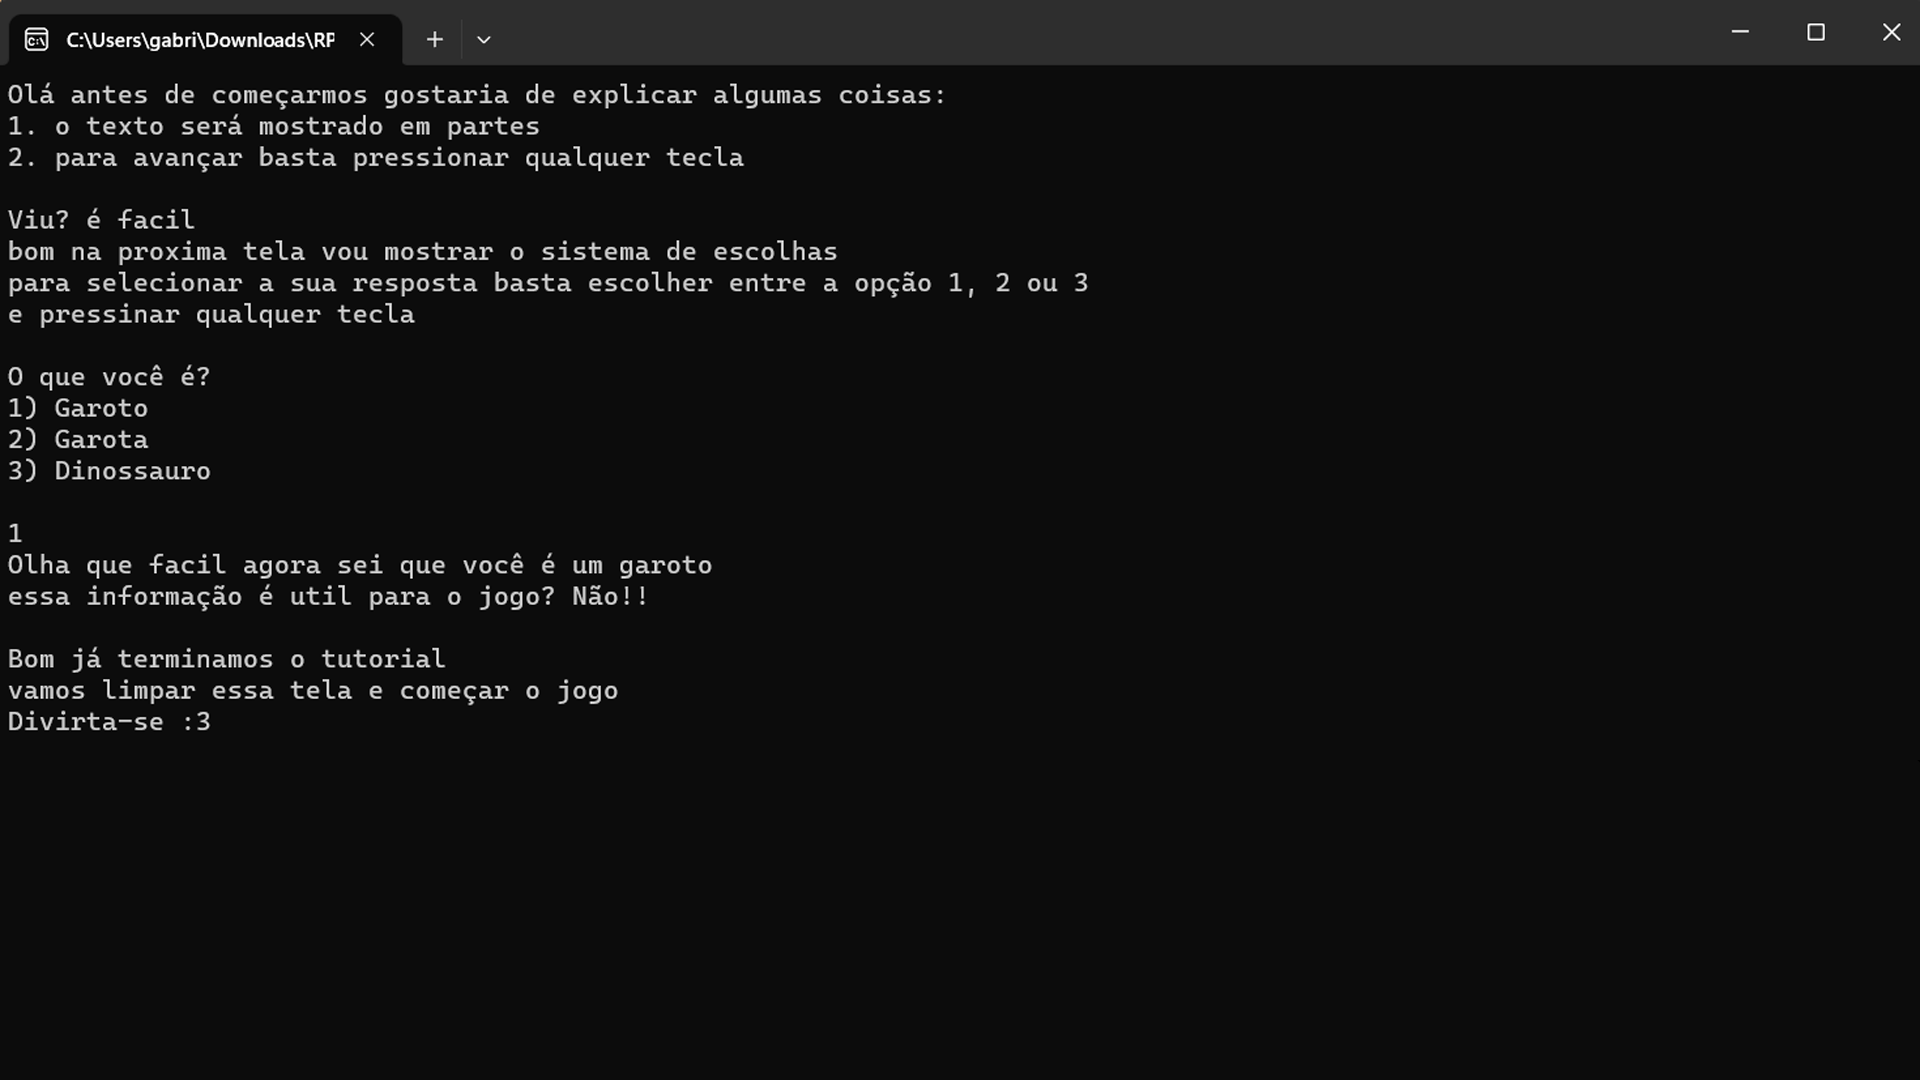 C:\Users\gabri\Downloads\RP
Olá antes de começarmos gostaria de explicar algumas coisas:
1. o texto será mostrado em partes
2. para avançar basta pressionar qualquer tecla
Viu? é facil
bom na proxima tela vou mostrar o sistema de escolhas
para selecionar a sua resposta basta escolher entre a opção 1, 2 ou 3
e pressinar qualquer tecla
O que você é?
1) Garoto
2) Garota
3) Dinossauro
1
Olha que facil agora sei que você é um garoto
essa informação é util para o jogo? Não!!
Bom já terminamos o tutorial
vamos limpar essa tela e começar o jogo
Divirta-se :3